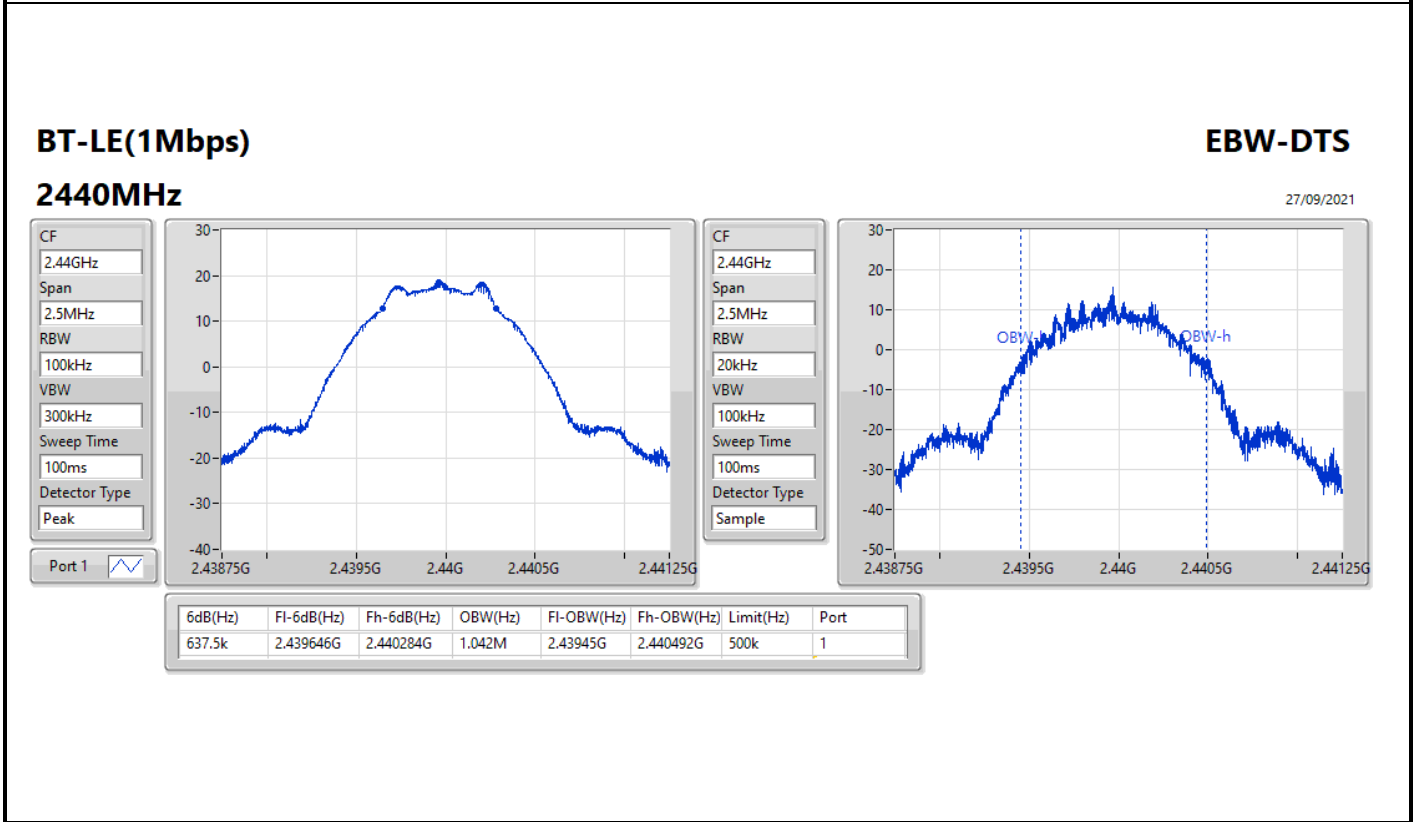 BT-LE(1Mbps)
EBW-DTS
2440MHz
27/09/2021
CF
2.44GHz
Span
2.5MHz
RBW
100kHz
VBW
300kHz
Sweep Time
100ms
Detector Type
Peak
Port 1
30
20
10
0
-10
-20
-30
-40
2.43875G 2.4395G 2.44G 2.4405G 2.44125G
CF
2.44GHz
Span
2.5MHz
RBW
20kHz
VBW
100kHz
Sweep Time
100ms
Detector Type
Sample
30
20
10
0
-10
-20
-30
-40
-50
OBW-h
2.43875G 2.4395G 2.44G 2.4405G 2.44125G
6dB(Hz) Fl-6dB(Hz) Fh-6dB(Hz) OBW(Hz) Fl-OBW(Hz) Fh-OBW(Hz) Limit(Hz) Port
637.5k 2.439646G 2.440284G 1.042M 2.43945G 2.440492G 500k 1